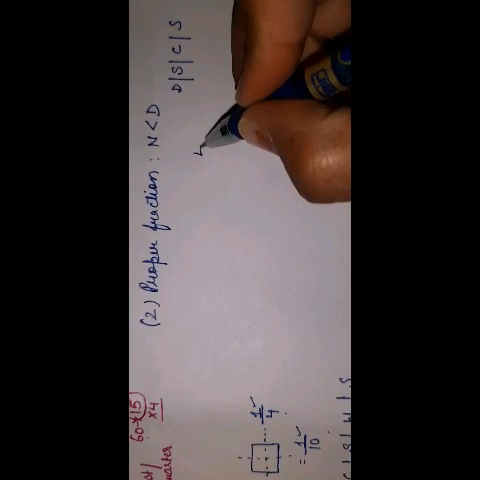 (2) Proper fraction : N < D
D | S | C | S
60 × 15
× 4
1/4
= 1/10